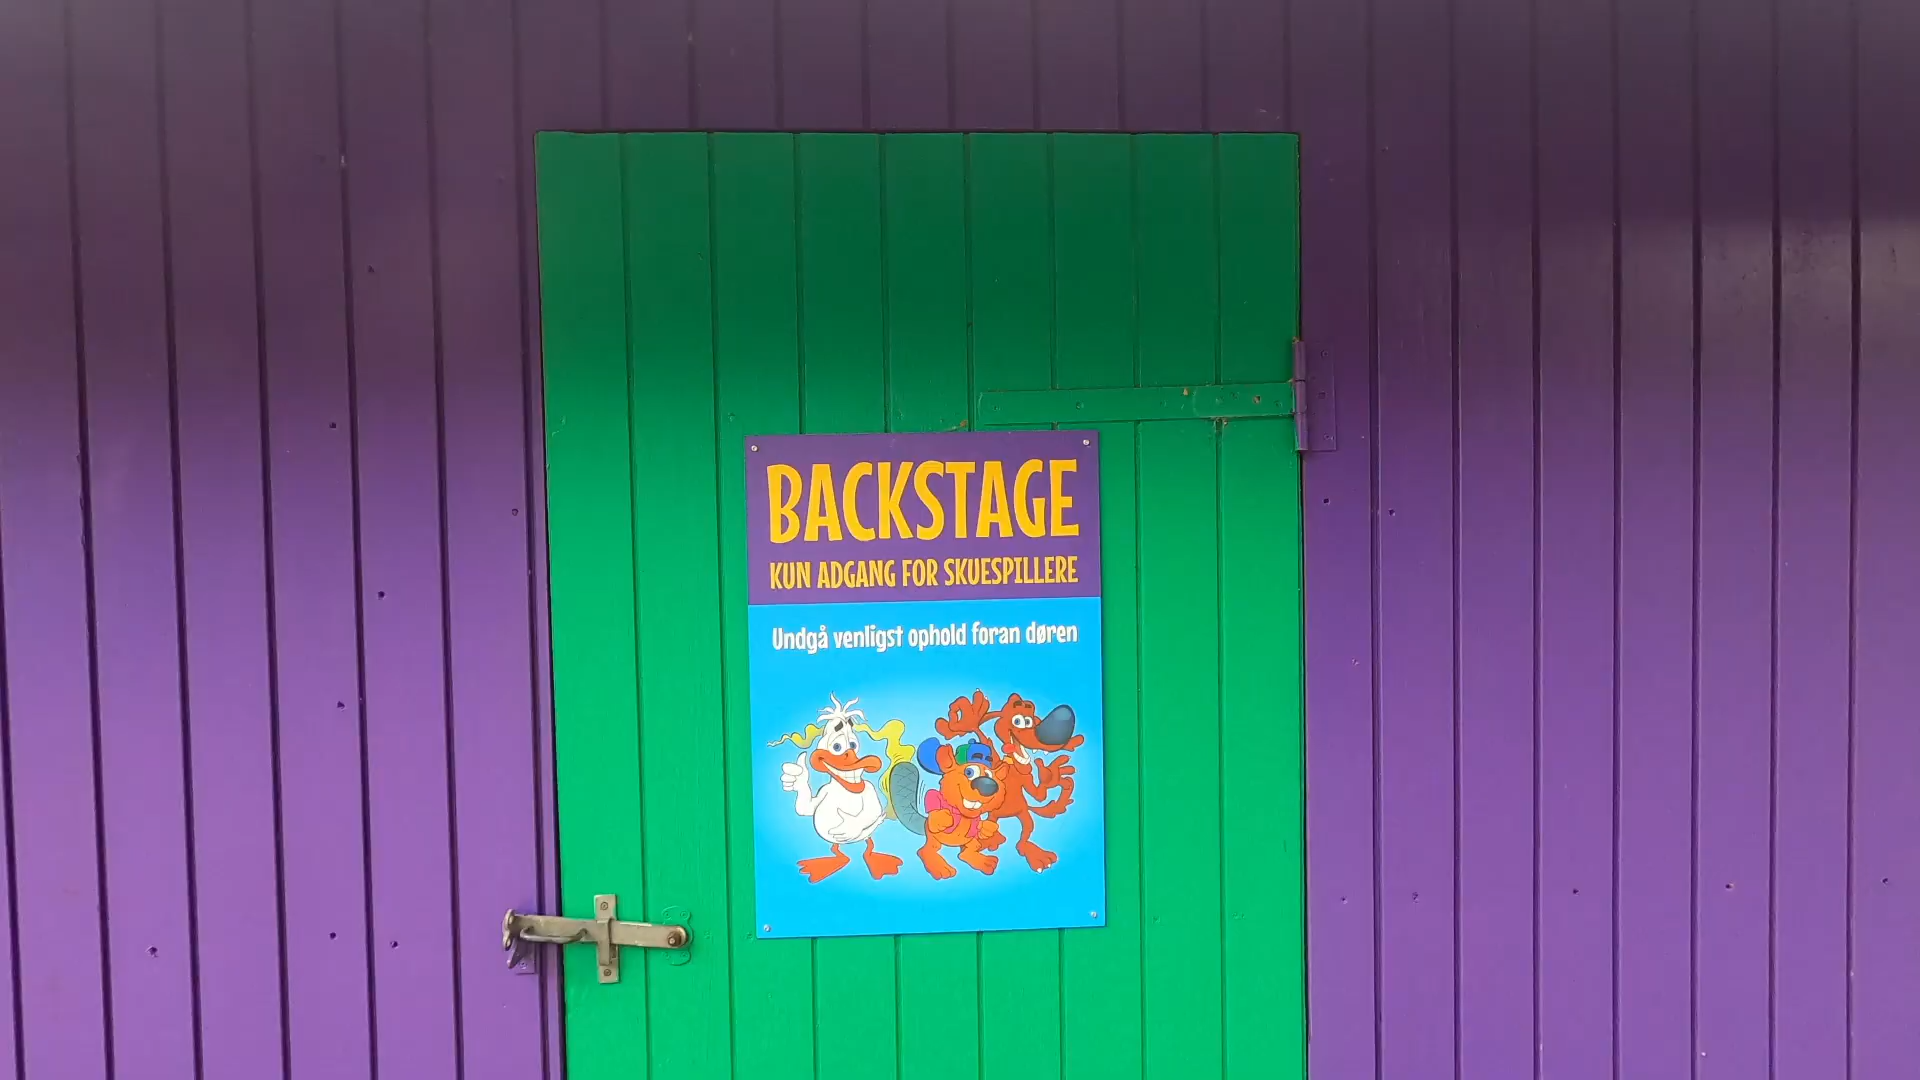 BACKSTAGE
KUN ADGANG FOR SKUESPILLERE
Undgå venligst ophold foran døren